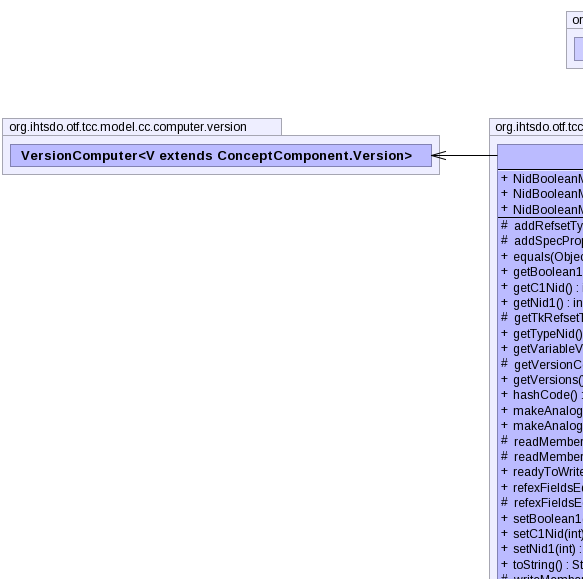 org.ihtsdo.otf.tcc.model.cc.computer.version
VersionComputer<V extends ConceptComponent.Version>
org.ihtsdo.otf.tcc
+ NidBooleanM
+ NidBooleanM
+ NidBooleanM
# addRefsetTy
# addSpecProp
+ equals(Objec
+ getBoolean1
+ getC1Nid() :
+ getNid1() : in
# getTkRefsetT
+ getTypeNid()
+ getVariableV
# getVersionC
+ getVersions(
+ hashCode() :
+ makeAnalog
+ makeAnalog
# readMember
# readMember
+ readyToWrite
+ refexFieldsE
# refexFieldsE
+ setBoolean1
+ setC1Nid(int)
+ setNid1(int) :
+ toString() : St
# writeMember